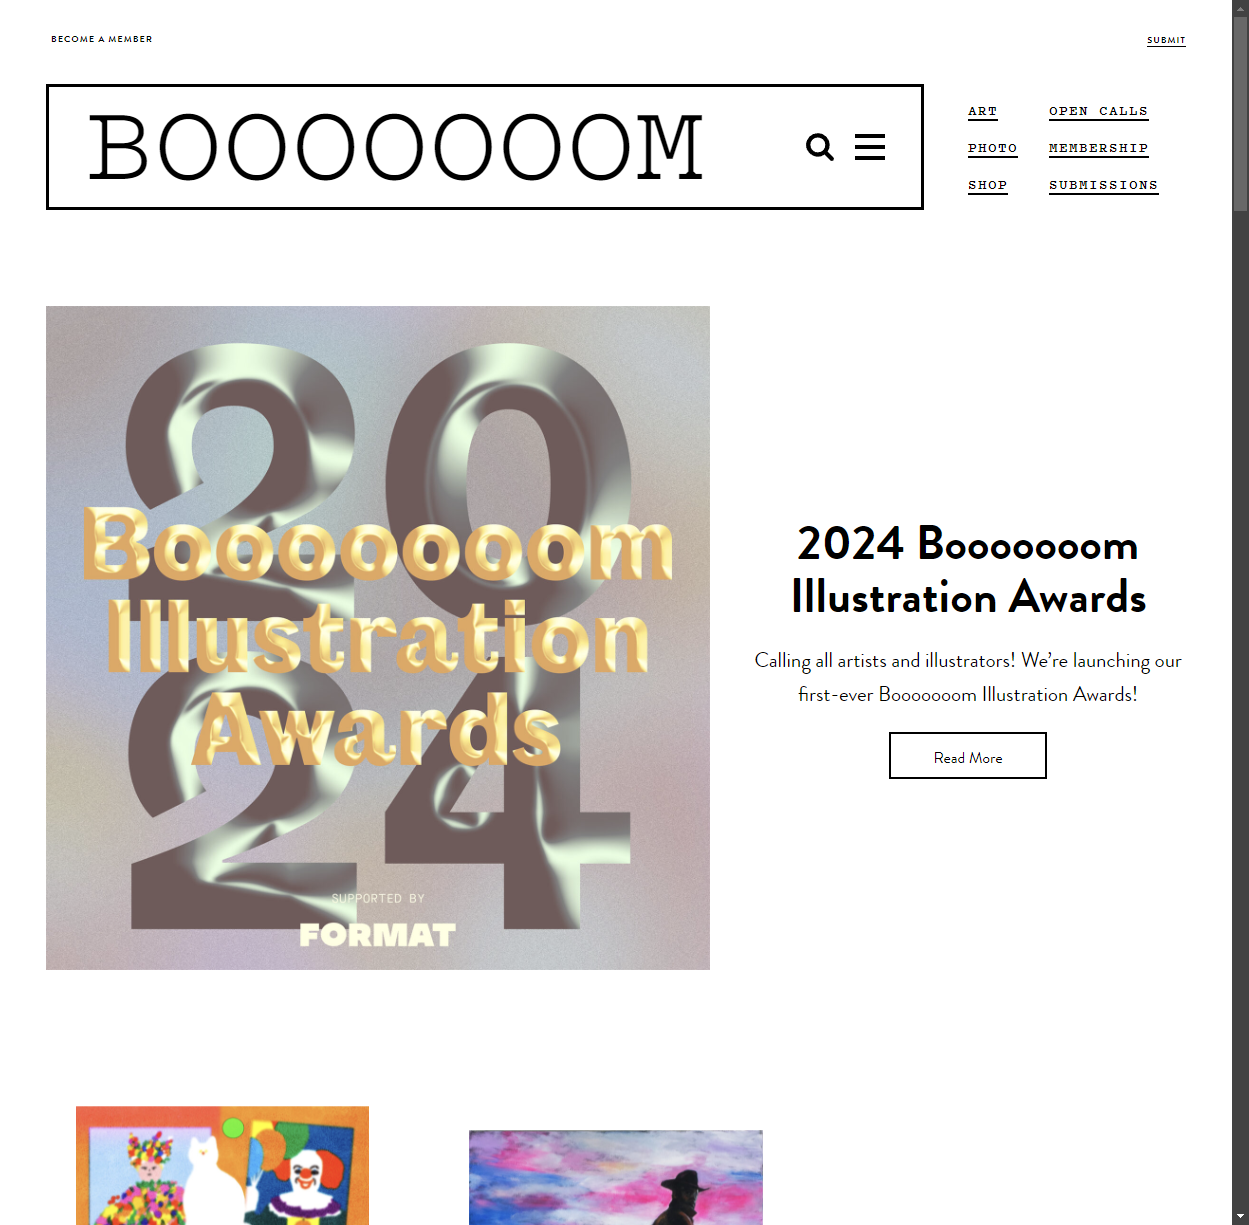 BECOME A MEMBER
SUBMIT
BOOOOOOOM
ART
OPEN CALLS
PHOTO
MEMBERSHIP
SHOP
SUBMISSIONS
2024
Booooooom
Illustration
Awards
SUPPORTED BY
FORMAT
2024 Booooooom
Illustration Awards
Calling all artists and illustrators! We’re launching our
first-ever Booooooom Illustration Awards!
Read More